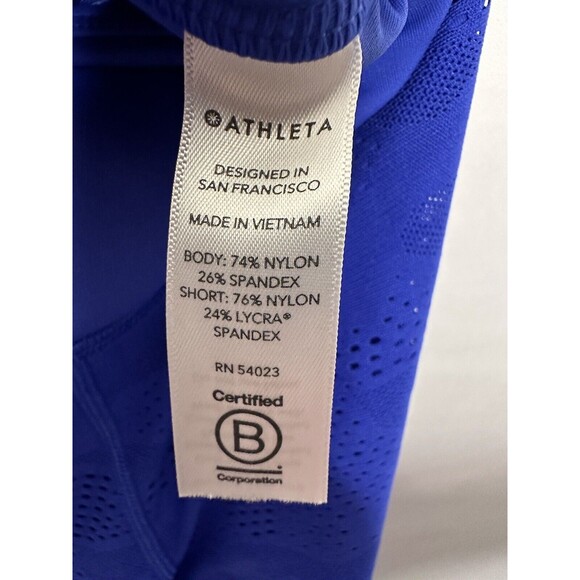 ATHLETA
DESIGNED IN
SAN FRANCISCO
MADE IN VIETNAM
BODY: 74% NYLON
26% SPANDEX
SHORT: 76% NYLON
24% LYCRA®
SPANDEX
RN 54023
Certified
B
Corporation